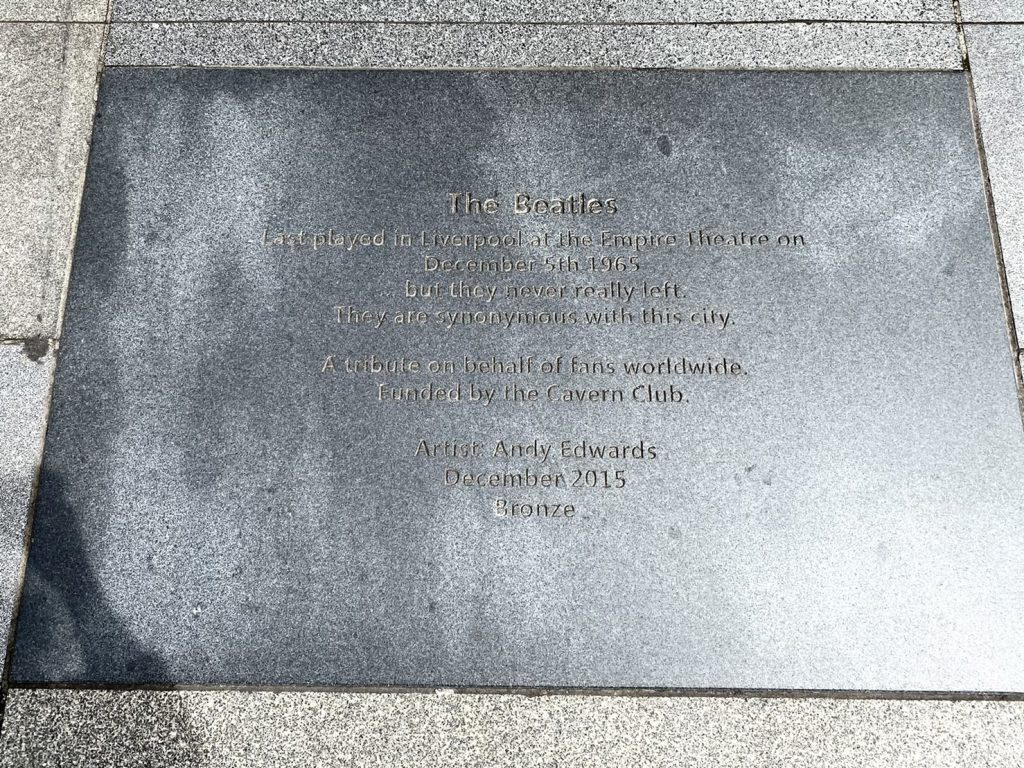 The Beatles
Last played in Liverpool at the Empire Theatre on
December 5th 1965
... but they never really left.
They are synonymous with this city.
A tribute on behalf of fans worldwide.
Funded by the Cavern Club.
Artist: Andy Edwards
December 2015
Bronze